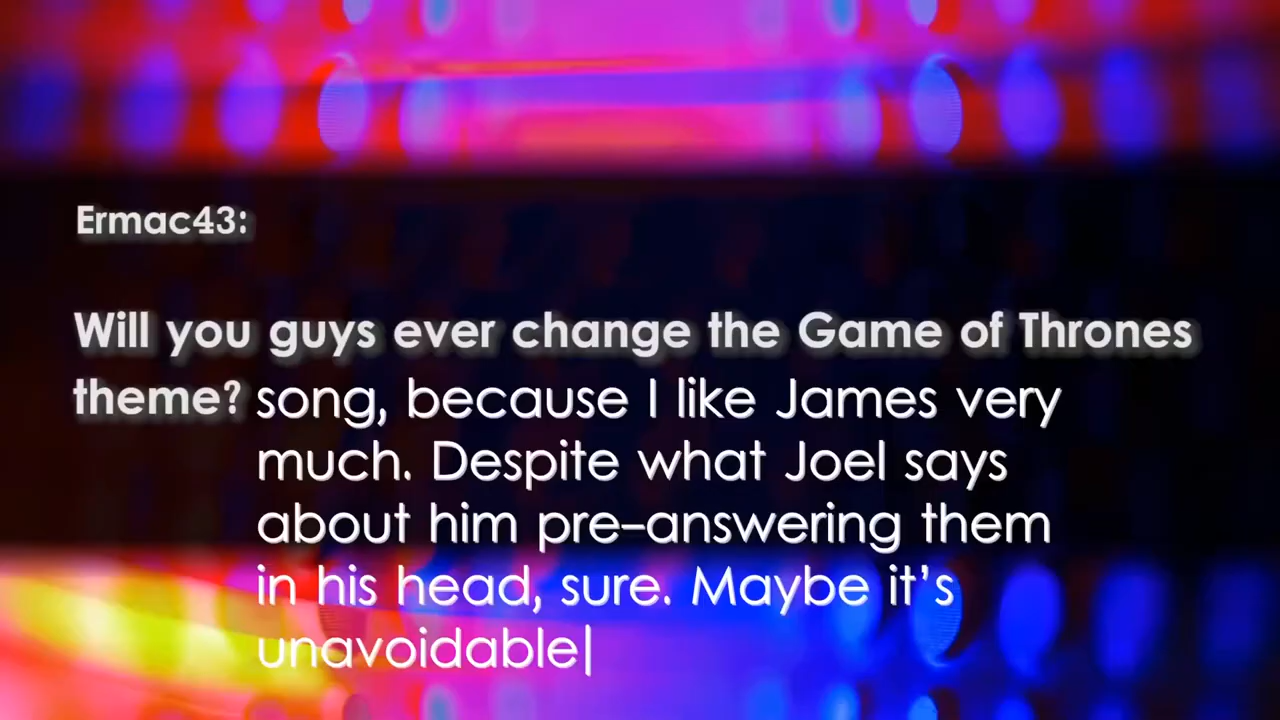 Ermac43:
Will you guys ever change the Game of Thrones
theme? song, because I like James very
much. Despite what Joel says
about him pre–answering them
in his head, sure. Maybe it’s
unavoidable|